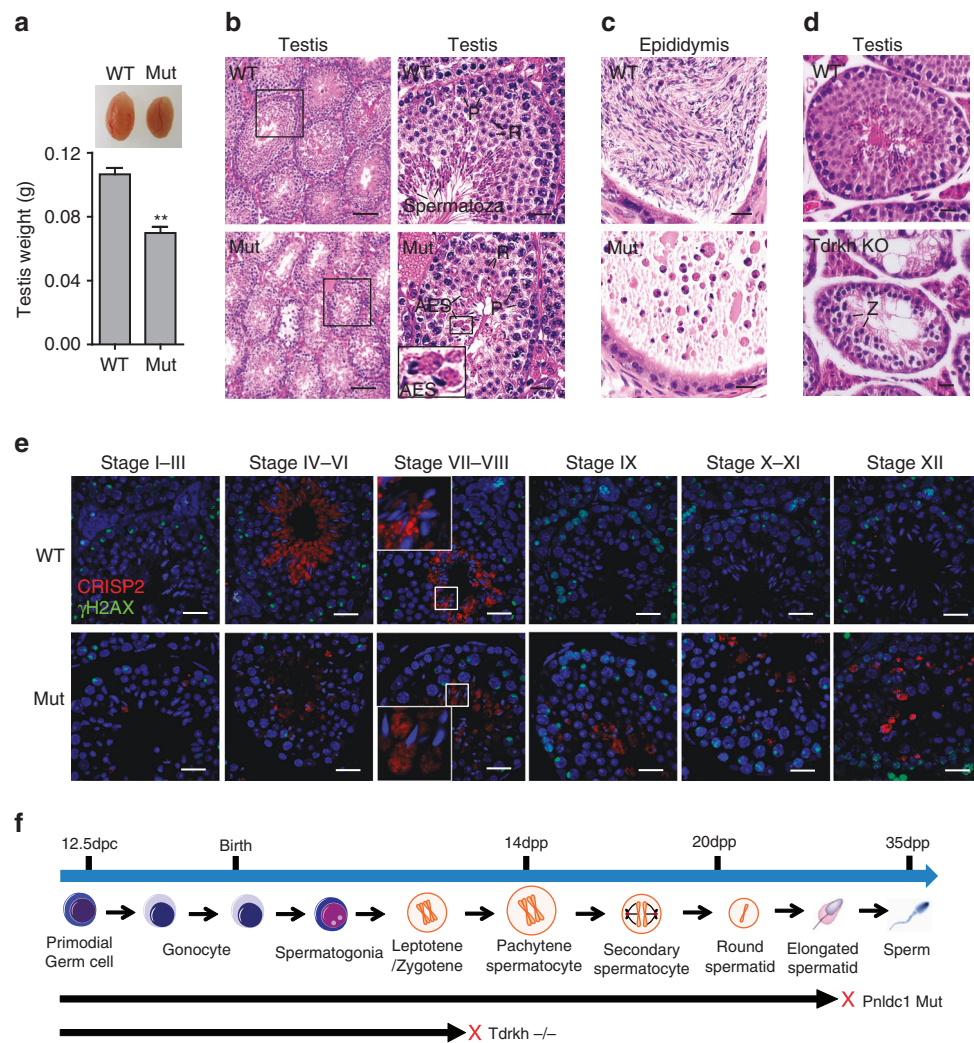 a
WT Mut
0.12
0.08
0.04
0.00
Testis weight (g)
**
WT
Mut
b
Testis
Testis
WT
WT
P
R
Spermatoza
Mut
Mut
R
AES
P
AES
c
Epididymis
WT
Mut
d
Testis
WT
Tdrkh KO
Z
e
Stage I–III
Stage IV–VI
Stage VII–VIII
Stage IX
Stage X–XI
Stage XII
WT
CRISP2
γH2AX
Mut
f
12.5dpc
Birth
14dpp
20dpp
35dpp
Primodial
Germ cell
Gonocyte
Spermatogonia
Leptotene
/Zygotene
Pachytene
spermatocyte
Secondary
spermatocyte
Round
spermatid
Elongated
spermatid
Sperm
X Pnldc1 Mut
X Tdrkh –/–